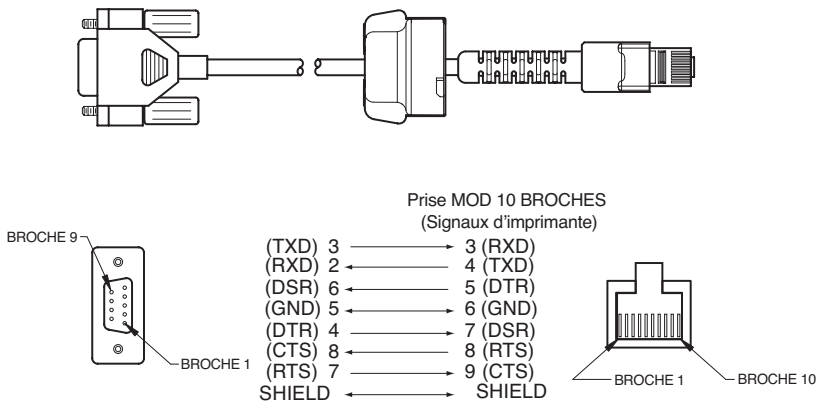 Prise MOD 10 BROCHES
(Signaux d'imprimante)
BROCHE 9
(TXD) 3 3 (RXD)
(RXD) 2 4 (TXD)
(DSR) 6 5 (DTR)
(GND) 5 6 (GND)
(DTR) 4 7 (DSR)
(CTS) 8 8 (RTS)
(RTS) 7 9 (CTS)
SHIELD SHIELD
BROCHE 1
BROCHE 1
BROCHE 10